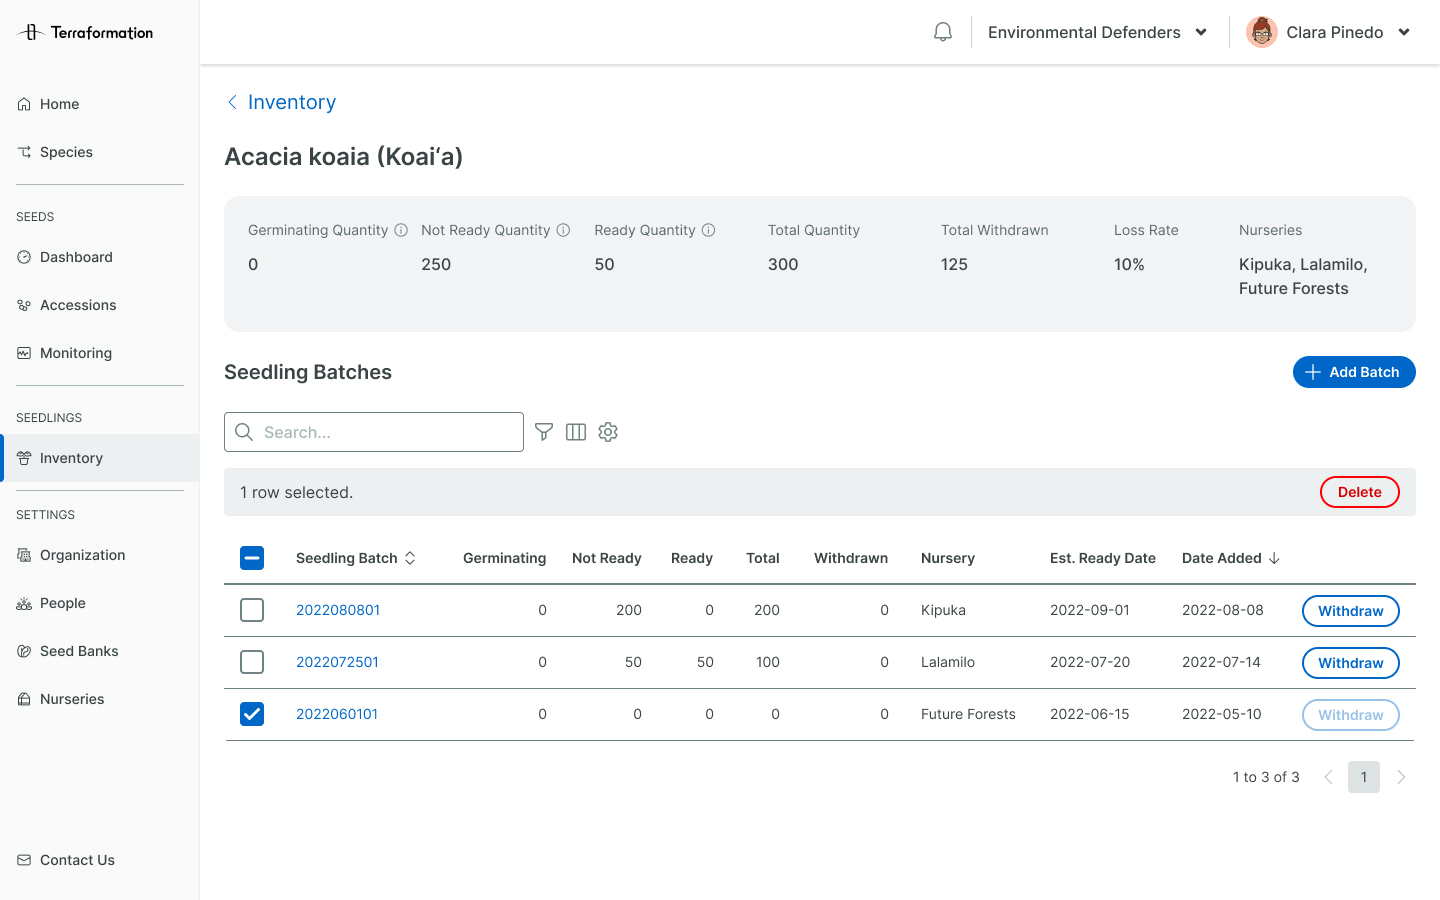 Terraformation
Environmental Defenders
Clara Pinedo
Home
Species
SEEDS
Dashboard
Accessions
Monitoring
SEEDLINGS
Inventory
SETTINGS
Organization
People
Seed Banks
Nurseries
Contact Us
Inventory
Acacia koaia (Koai‘a)
Germinating Quantity Not Ready Quantity Ready Quantity Total Quantity Total Withdrawn Loss Rate Nurseries
0 250 50 300 125 10% Kipuka, Lalamilo,
Future Forests
Seedling Batches
Add Batch
Search...
1 row selected.
Delete
Seedling Batch Germinating Not Ready Ready Total Withdrawn Nursery Est. Ready Date Date Added
2022080801 0 200 0 200 0 Kipuka 2022-09-01 2022-08-08 Withdraw
2022072501 0 50 50 100 0 Lalamilo 2022-07-20 2022-07-14 Withdraw
2022060101 0 0 0 0 0 Future Forests 2022-06-15 2022-05-10 Withdraw
1 to 3 of 3 1